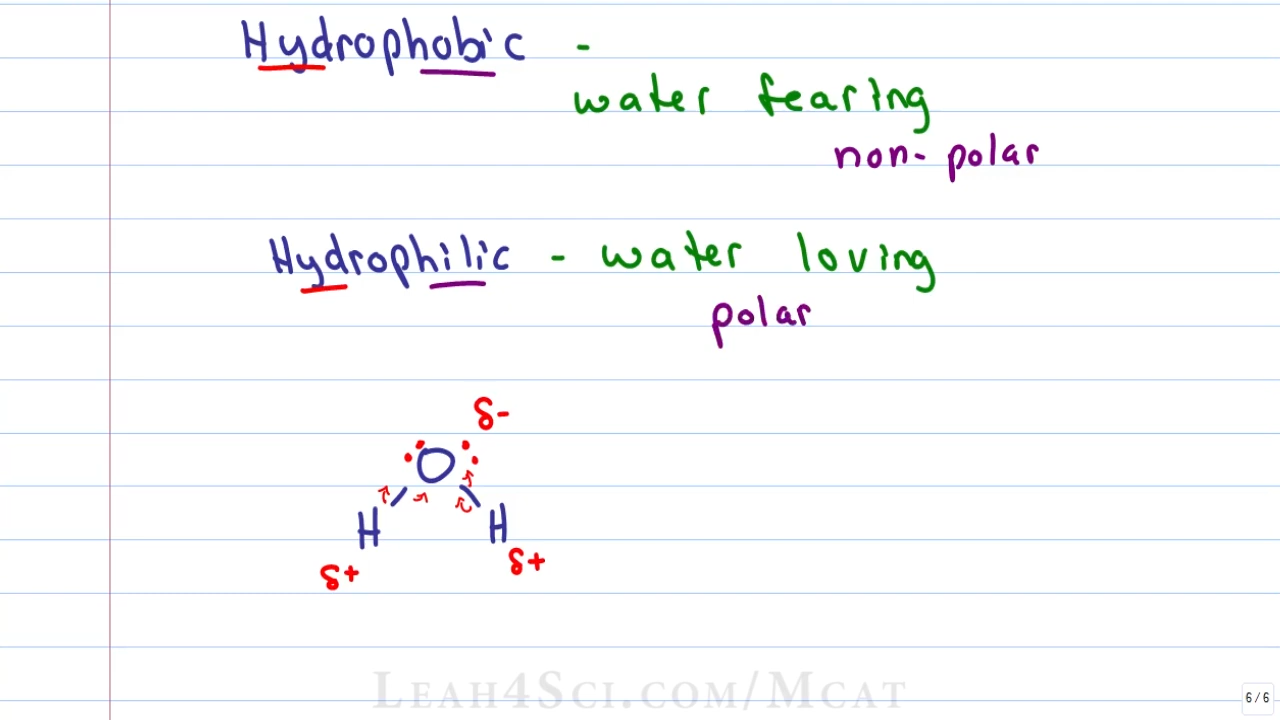 Hydrophobic -
water fearing
non-polar
Hydrophilic - water loving
polar
δ-
O
H H
δ+ δ+
LEAH4SCI.COM/MCAT
6/6